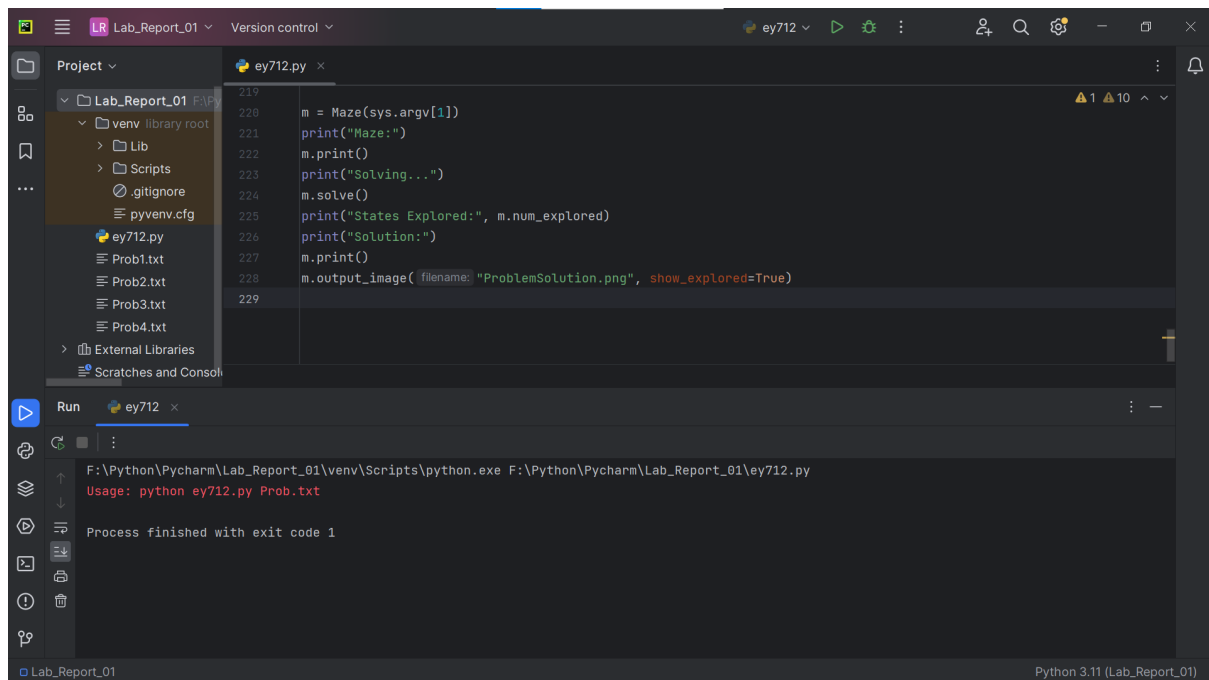 LR Lab_Report_01 Version control ey712
Project
ey712.py
Lab_Report_01 F:\Py
venv library root
Lib
Scripts
.gitignore
pyvenv.cfg
ey712.py
Prob1.txt
Prob2.txt
Prob3.txt
Prob4.txt
External Libraries
Scratches and Consol
1 10
219
220 m = Maze(sys.argv[1])
221 print("Maze:")
222 m.print()
223 print("Solving...")
224 m.solve()
225 print("States Explored:", m.num_explored)
226 print("Solution:")
227 m.print()
228 m.output_image( filename: "ProblemSolution.png", show_explored=True)
229
Run ey712
F:\Python\Pycharm\Lab_Report_01\venv\Scripts\python.exe F:\Python\Pycharm\Lab_Report_01\ey712.py
Usage: python ey712.py Prob.txt
Process finished with exit code 1
Lab_Report_01 Python 3.11 (Lab_Report_01)